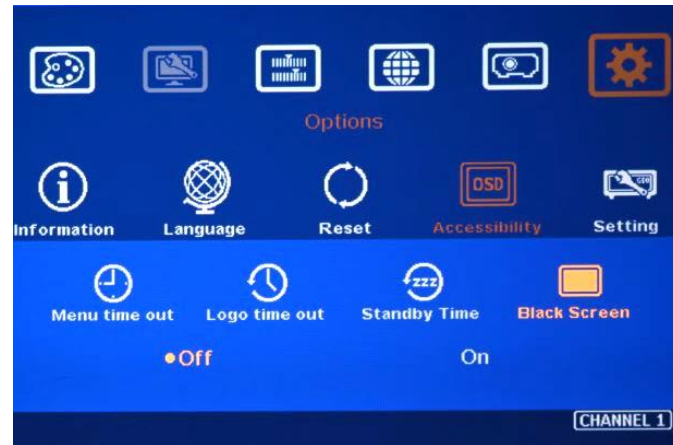 Options
OSD
Information Language Reset Accessibility Setting
zzz
Menu time out Logo time out Standby Time Black Screen
Off On
CHANNEL 1